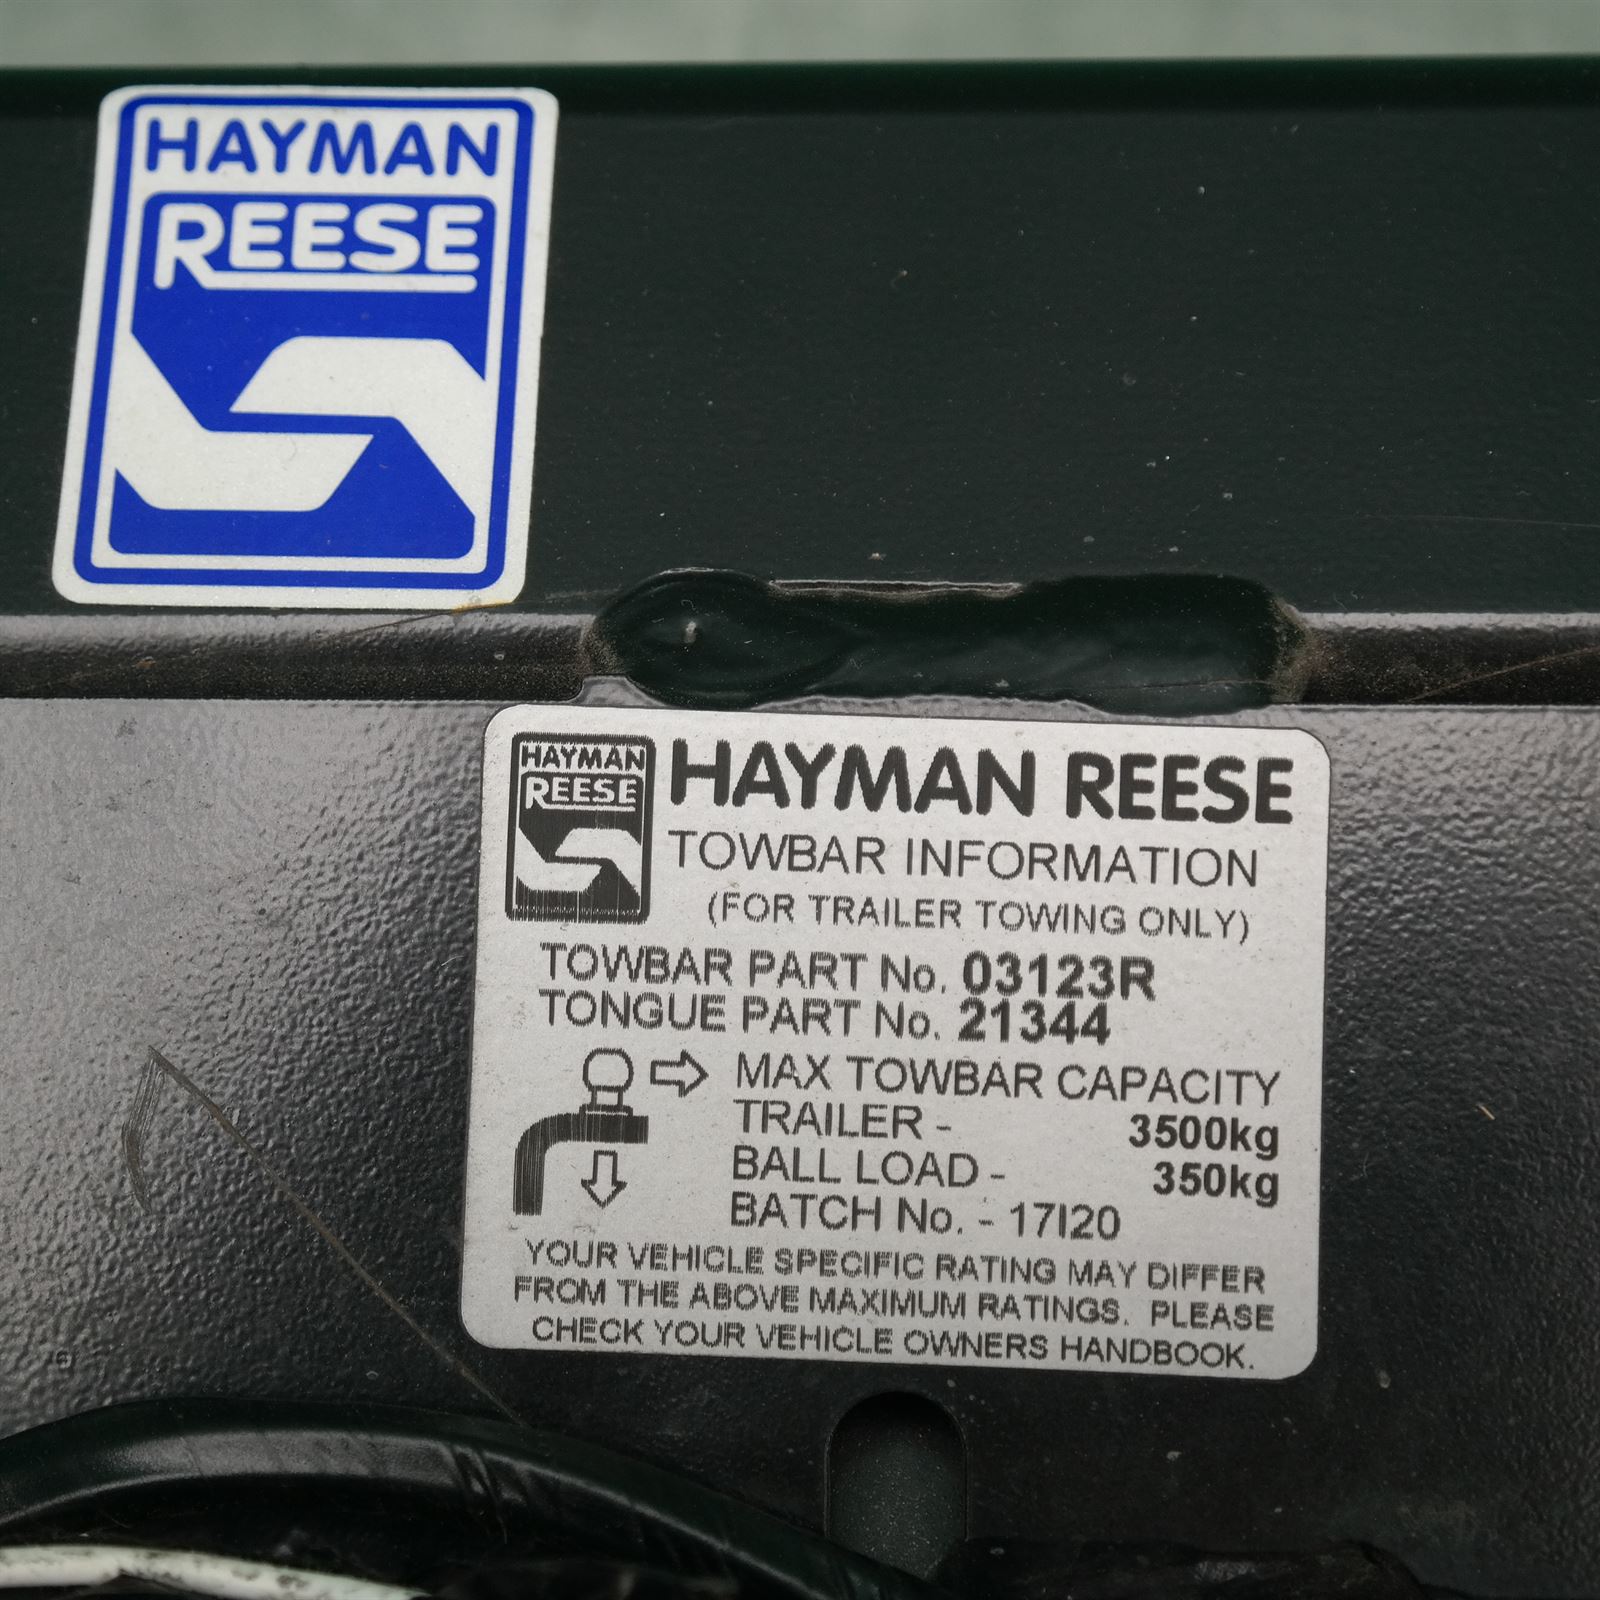 HAYMAN
REESE
HAYMAN
REESE
HAYMAN REESE
TOWBAR INFORMATION
(FOR TRAILER TOWING ONLY)
TOWBAR PART No. 03123R
TONGUE PART No. 21344
MAX TOWBAR CAPACITY
TRAILER - 3500kg
BALL LOAD - 350kg
BATCH No. - 17I20
YOUR VEHICLE SPECIFIC RATING MAY DIFFER
FROM THE ABOVE MAXIMUM RATINGS. PLEASE
CHECK YOUR VEHICLE OWNERS HANDBOOK.